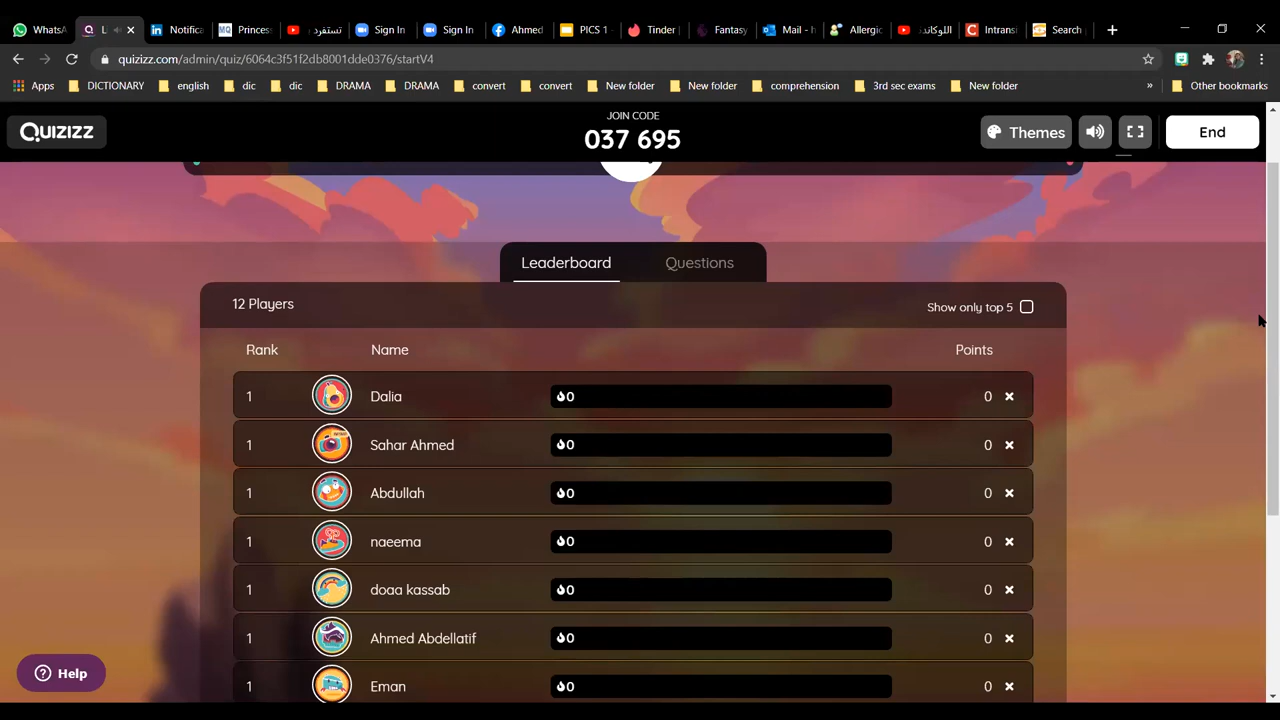 WhatsA
L
Notifica
MQ
Princess
تستفرد
Sign In
Sign In
Ahmed
PICS 1
Tinder
Fantasy
Mail - h
Allergic
اللوكاند
Intransi
Search
quizizz.com/admin/quiz/6064c3f51f2db8001dde0376/startV4
Apps DICTIONARY english dic dic DRAMA DRAMA convert convert New folder New folder comprehension 3rd sec exams New folder » Other bookmarks
QUIZIZZ
JOIN CODE
037 695
Themes
End
Leaderboard Questions
12 Players
Show only top 5
Rank Name Points
1 Dalia 0 0
1 Sahar Ahmed 0 0
1 Abdullah 0 0
1 naeema 0 0
1 doaa kassab 0 0
1 Ahmed Abdellatif 0 0
1 Eman 0 0
Help